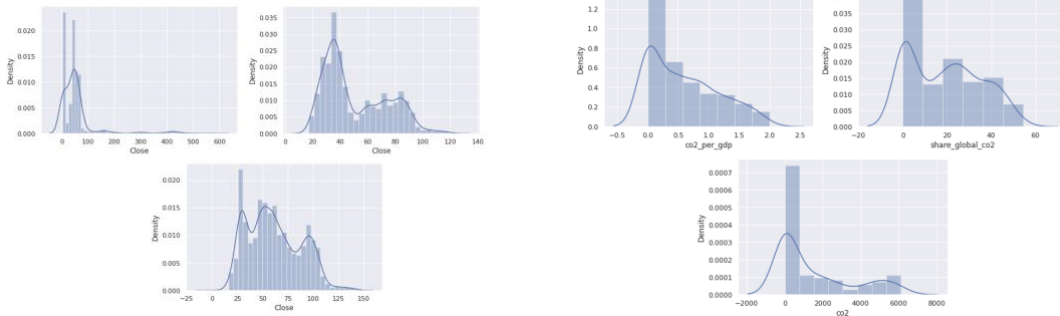 0.020
0.015
0.010
0.005
0.000
Density
0 100 200 300 400 500 600
Close
0.035
0.030
0.025
0.020
0.015
0.010
0.005
0.000
Density
0 20 40 60 80 100 120 140
Close
0.020
0.015
0.010
0.005
0.000
Density
−25 0 25 50 75 100 125 150
Close
1.2
1.0
0.8
0.6
0.4
0.2
0.0
Density
−0.5 0.0 0.5 1.0 1.5 2.0 2.5
co2_per_gdp
0.035
0.030
0.025
0.020
0.015
0.010
0.005
0.000
Density
−20 0 20 40 60
share_global_co2
0.0007
0.0006
0.0005
0.0004
0.0003
0.0002
0.0001
0.0000
Density
−2000 0 2000 4000 6000 8000
co2